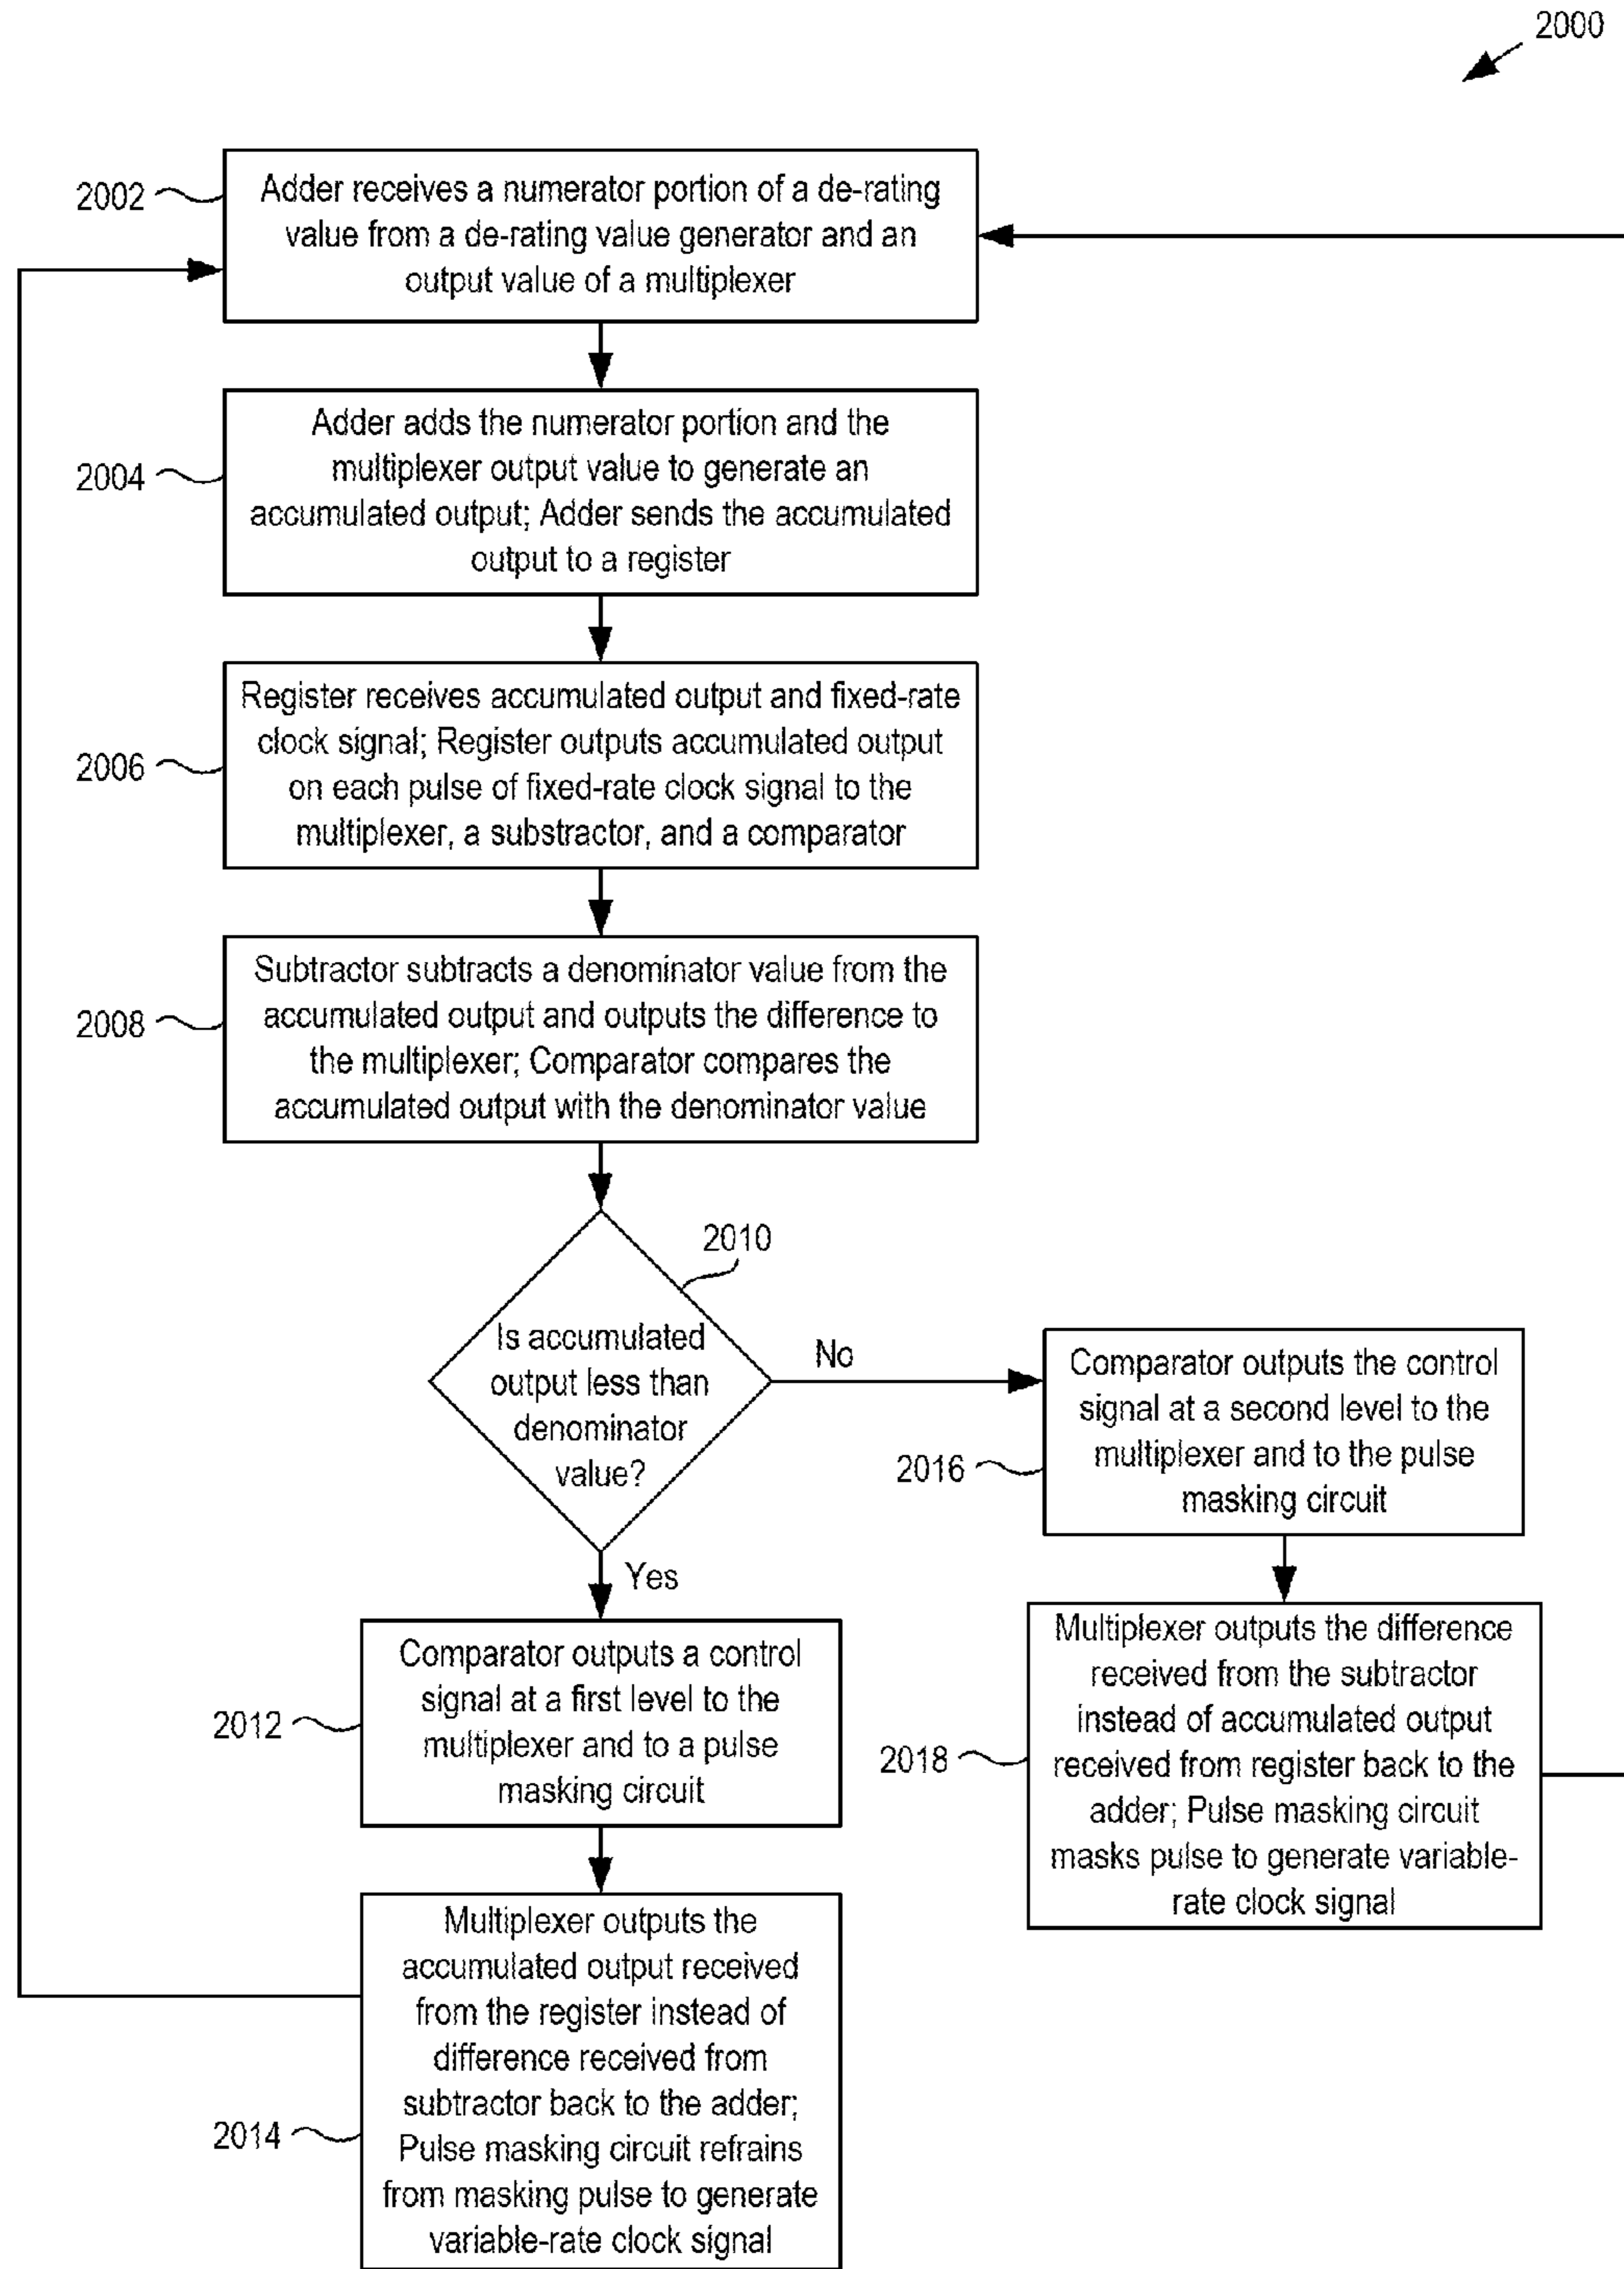 2000
2002
Adder receives a numerator portion of a de-rating
value from a de-rating value generator and an
output value of a multiplexer
2004
Adder adds the numerator portion and the
multiplexer output value to generate an
accumulated output; Adder sends the accumulated
output to a register
2006
Register receives accumulated output and fixed-rate
clock signal; Register outputs accumulated output
on each pulse of fixed-rate clock signal to the
multiplexer, a substractor, and a comparator
2008
Subtractor subtracts a denominator value from the
accumulated output and outputs the difference to
the multiplexer; Comparator compares the
accumulated output with the denominator value
2010
Is accumulated
output less than
denominator
value?
No
Yes
2016
Comparator outputs the control
signal at a second level to the
multiplexer and to the pulse
masking circuit
2012
Comparator outputs a control
signal at a first level to the
multiplexer and to a pulse
masking circuit
2018
Multiplexer outputs the difference
received from the subtractor
instead of accumulated output
received from register back to the
adder; Pulse masking circuit
masks pulse to generate variable-
rate clock signal
2014
Multiplexer outputs the
accumulated output received
from the register instead of
difference received from
subtractor back to the adder;
Pulse masking circuit refrains
from masking pulse to generate
variable-rate clock signal